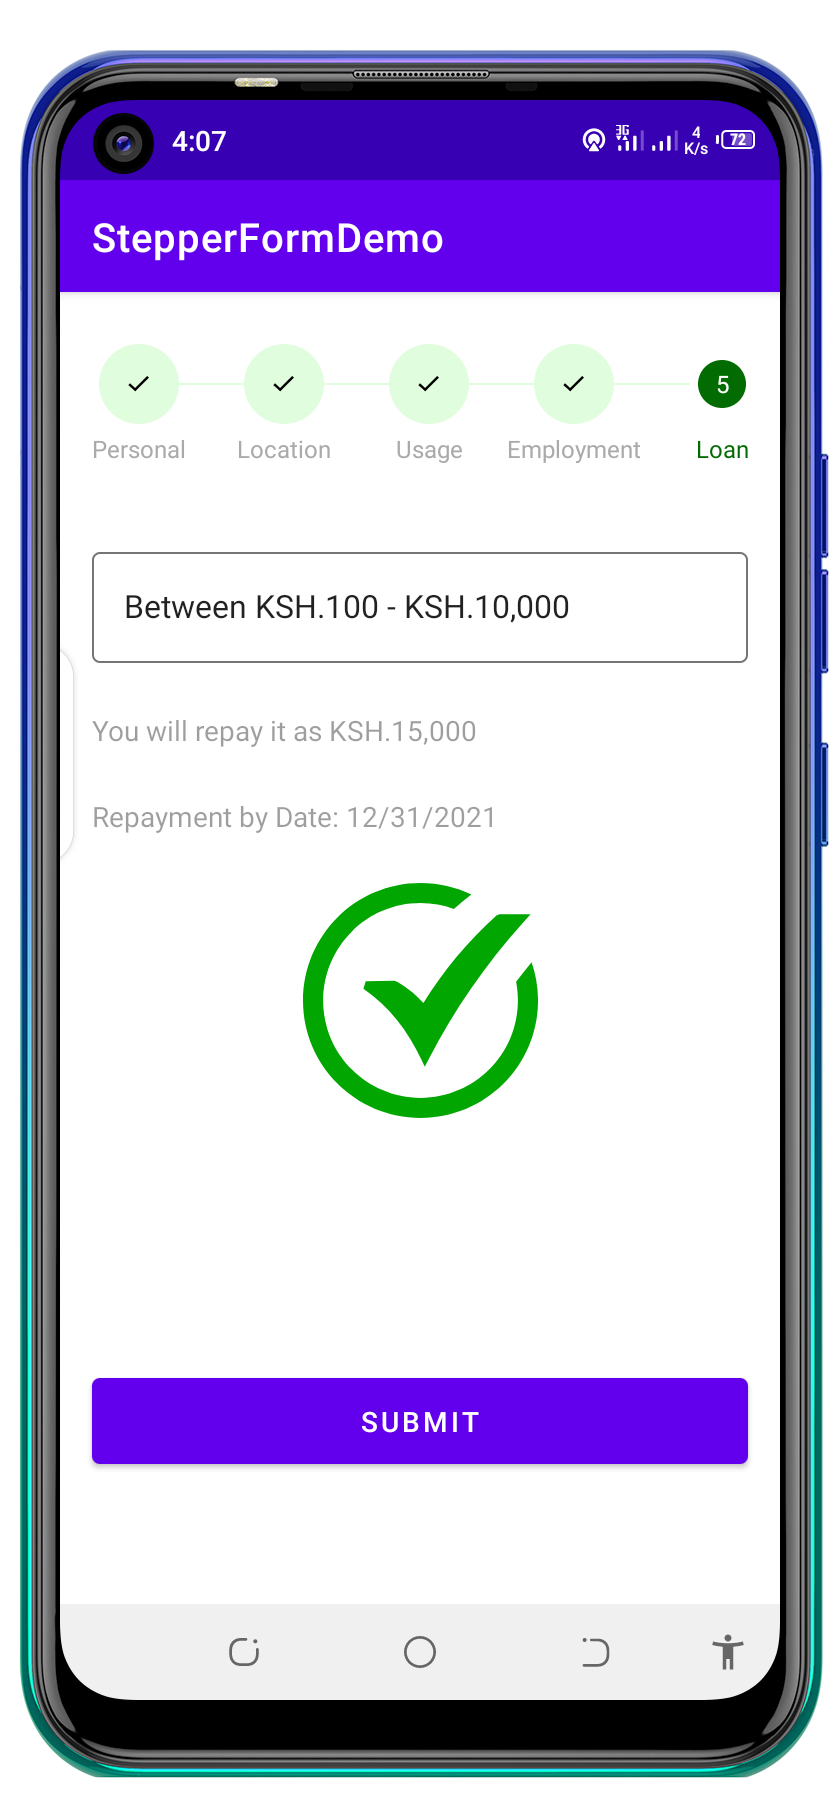 4:07
3G
4
K/s
72
StepperFormDemo
5
Personal Location Usage Employment Loan
Between KSH.100 - KSH.10,000
You will repay it as KSH.15,000
Repayment by Date: 12/31/2021
SUBMIT